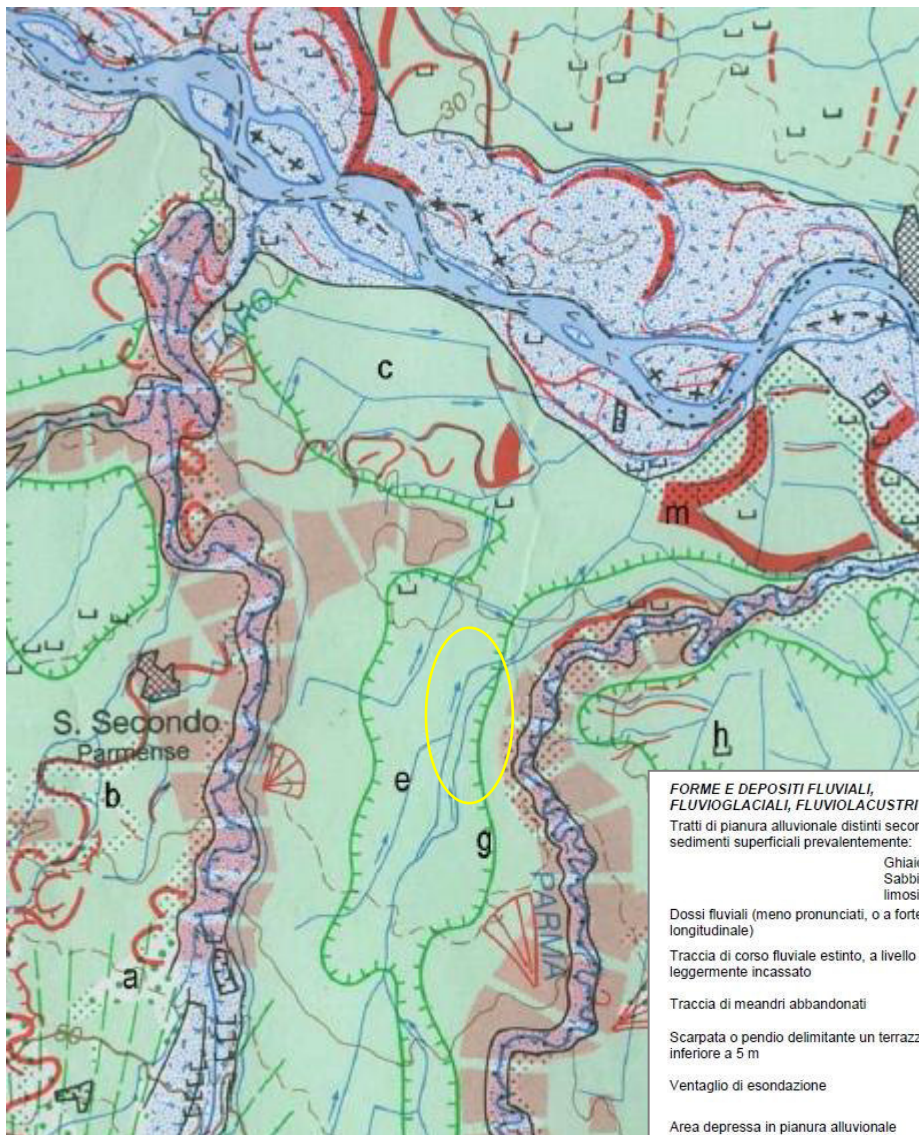 30
TARO
c
m
S. Secondo
Parmense
b
e
h
g
PARMA
a
50
FORME E DEPOSITI FLUVIALI,
FLUVIOGLACIALI, FLUVIOLACUSTRI
Tratti di pianura alluvionale distinti secon
sedimenti superficiali prevalentemente:
Ghiaie
Sabbi
limosi
Dossi fluviali (meno pronunciati, o a forte
longitudinale)
Traccia di corso fluviale estinto, a livello
leggermente incassato
Traccia di meandri abbandonati
Scarpata o pendio delimitante un terrazz
inferiore a 5 m
Ventaglio di esondazione
Area depressa in pianura alluvionale